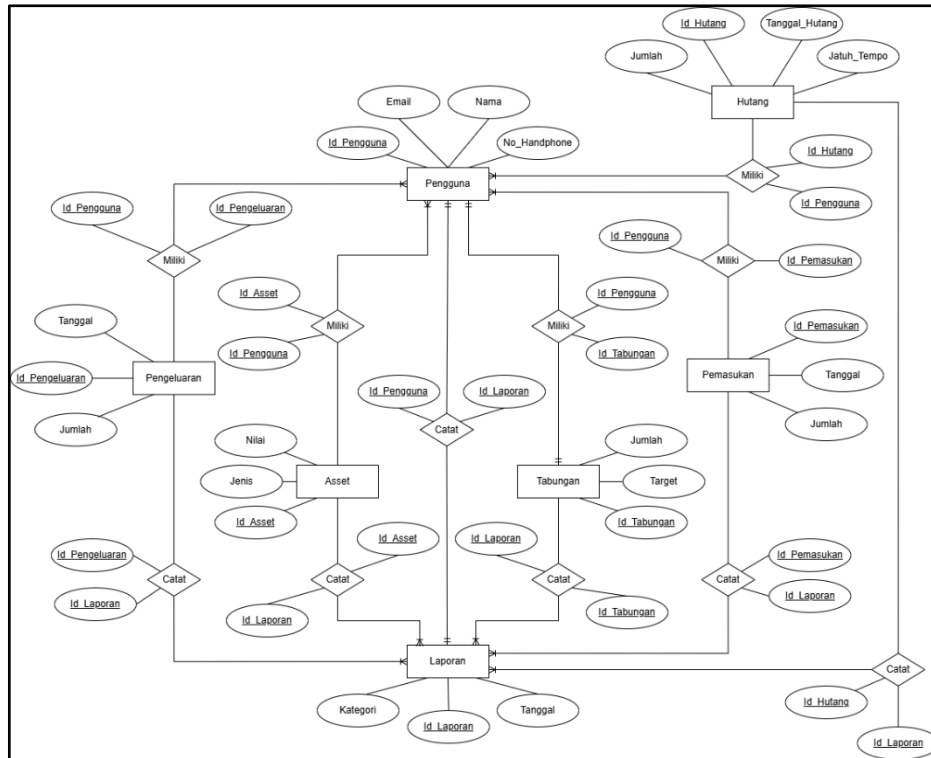 Id_Hutang
Tanggal_Hutang
Jumlah
Jatuh_Tempo
Hutang
Email
Nama
Id_Pengguna
No_Handphone
Pengguna
Id_Hutang
Miliki
Id_Pengguna
Id_Pengguna
Id_Pengeluaran
Miliki
Id_Pengguna
Miliki
Id_Pemasukan
Id_Asset
Miliki
Id_Pengguna
Id_Pengguna
Miliki
Id_Tabungan
Tanggal
Id_Pengeluaran
Pengeluaran
Jumlah
Id_Pemasukan
Pemasukan
Tanggal
Jumlah
Id_Pengguna
Id_Laporan
Catat
Nilai
Jenis
Asset
Id_Asset
Jumlah
Tabungan
Target
Id_Tabungan
Id_Pengeluaran
Catat
Id_Laporan
Id_Asset
Catat
Id_Laporan
Id_Laporan
Catat
Id_Tabungan
Id_Pemasukan
Catat
Id_Laporan
Laporan
Kategori
Id_Laporan
Tanggal
Catat
Id_Hutang
Id_Laporan